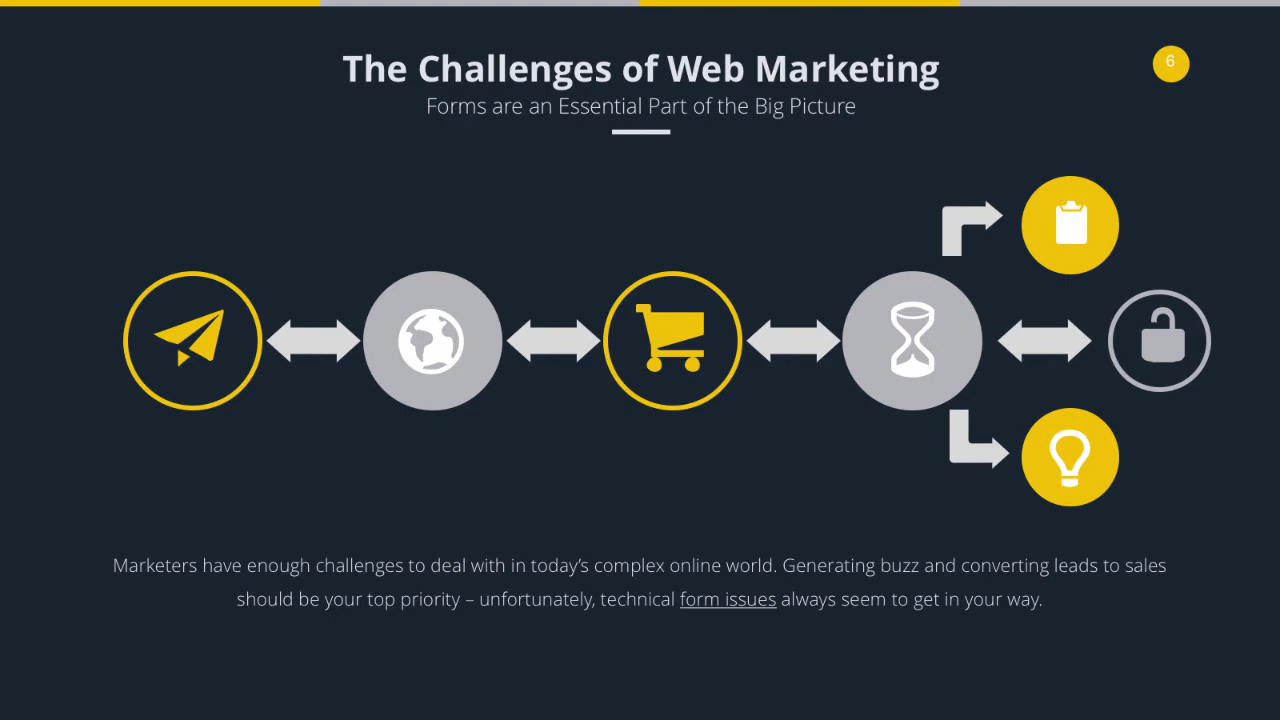 The Challenges of Web Marketing
6
Forms are an Essential Part of the Big Picture
Marketers have enough challenges to deal with in today’s complex online world. Generating buzz and converting leads to sales
should be your top priority – unfortunately, technical form issues always seem to get in your way.